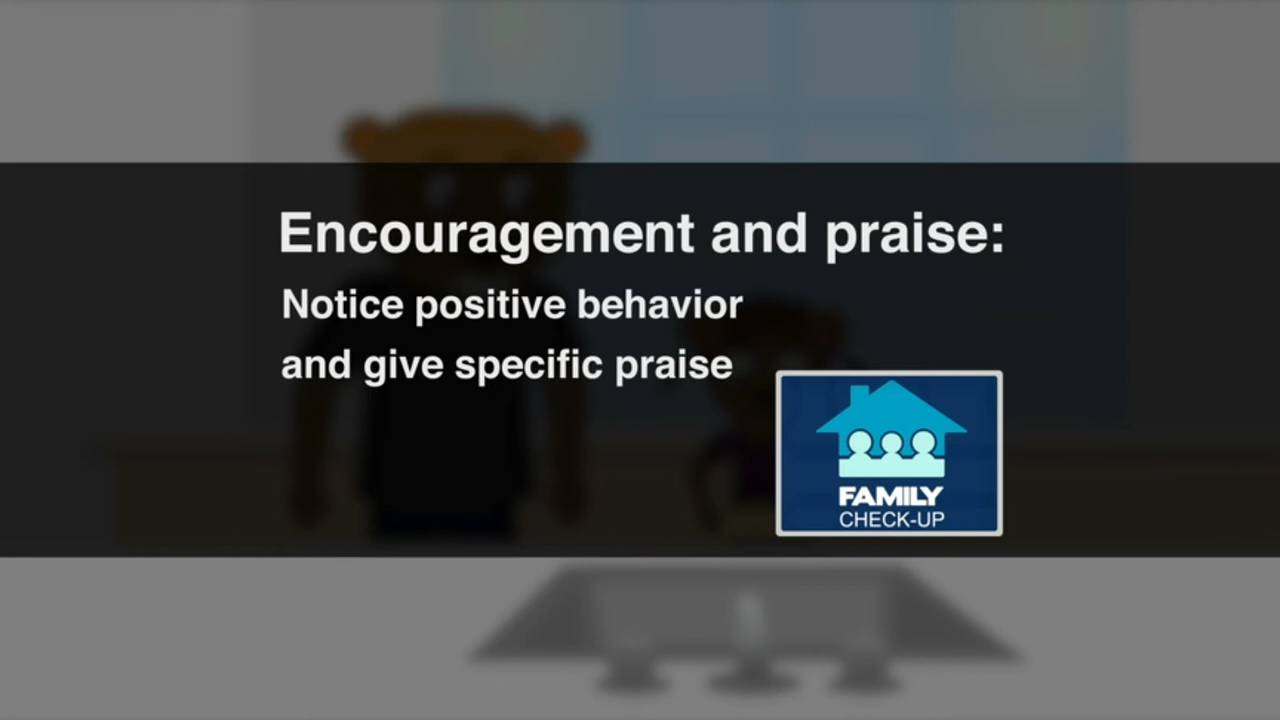 Encouragement and praise:
Notice positive behavior
and give specific praise
FAMILY
CHECK-UP